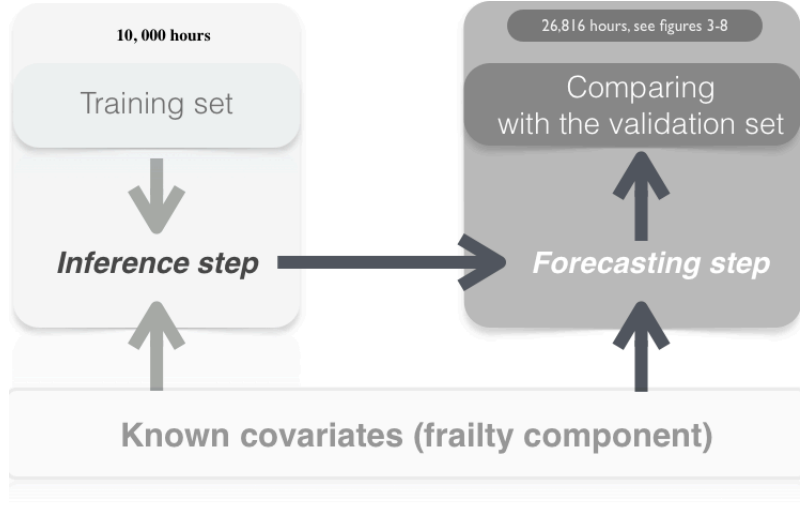 10, 000 hours
26,816 hours, see figures 3-8
Training set
Comparing
with the validation set
Inference step
Forecasting step
Known covariates (frailty component)